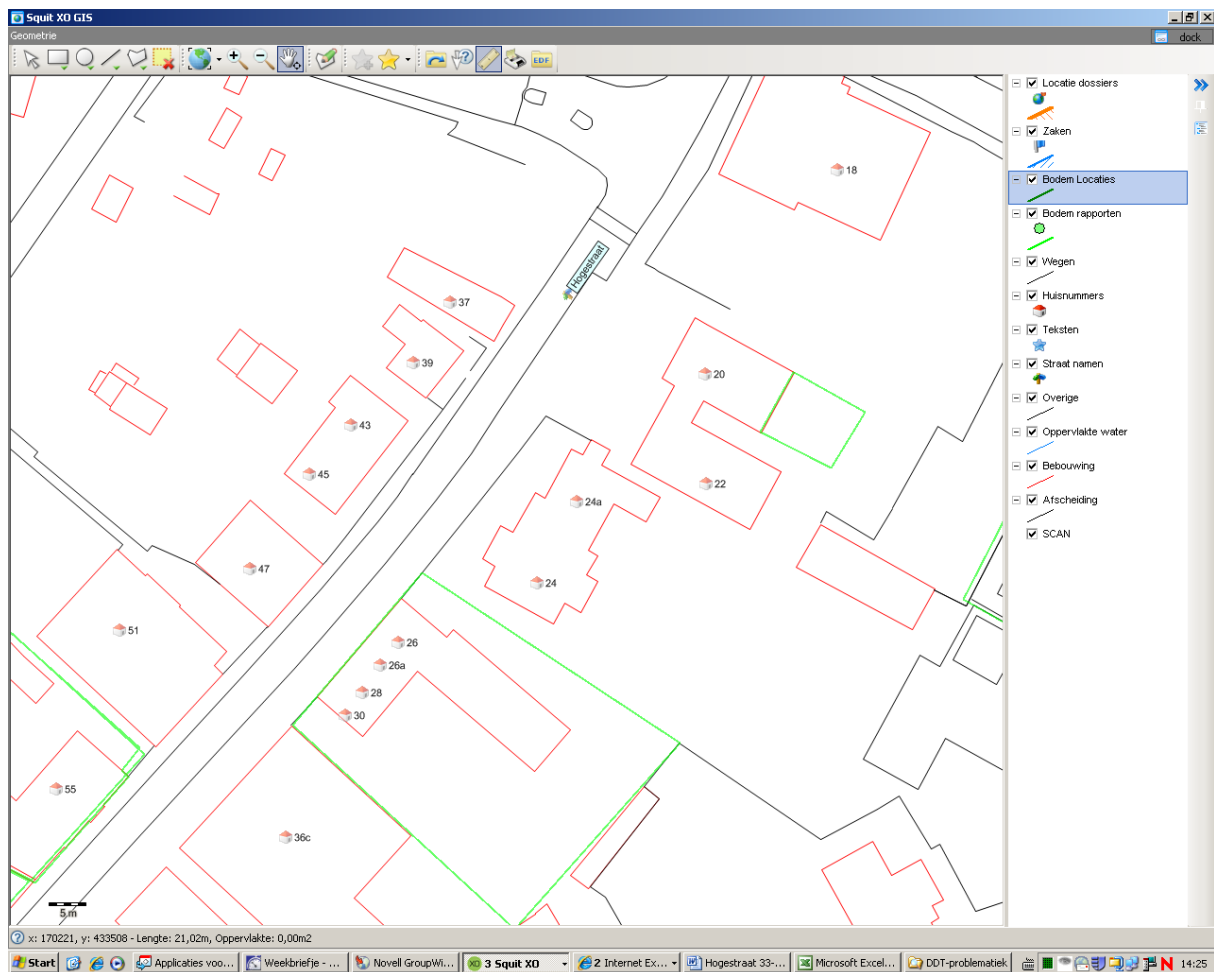 Squit XO GIS
Geometrie
dock
EDF
Locatie dossiers
Zaken
Bodem Locaties
Bodem rapporten
Wegen
Huisnummers
Teksten
Straat namen
Overige
Oppervlakte water
Bebouwing
Afscheiding
SCAN
18
Hogestraat
37
39
20
43
45
22
24a
47
24
51
26
26a
28
30
55
36c
5 m
x: 170221, y: 433508 - Lengte: 21,02m, Oppervlakte: 0,00m2
Start
Applicaties voo...
Weekbriefje - ...
Novell GroupWi...
3 Squit XO
2 Internet Ex...
Hogestraat 33-...
Microsoft Excel...
DDT-problematiek
14:25